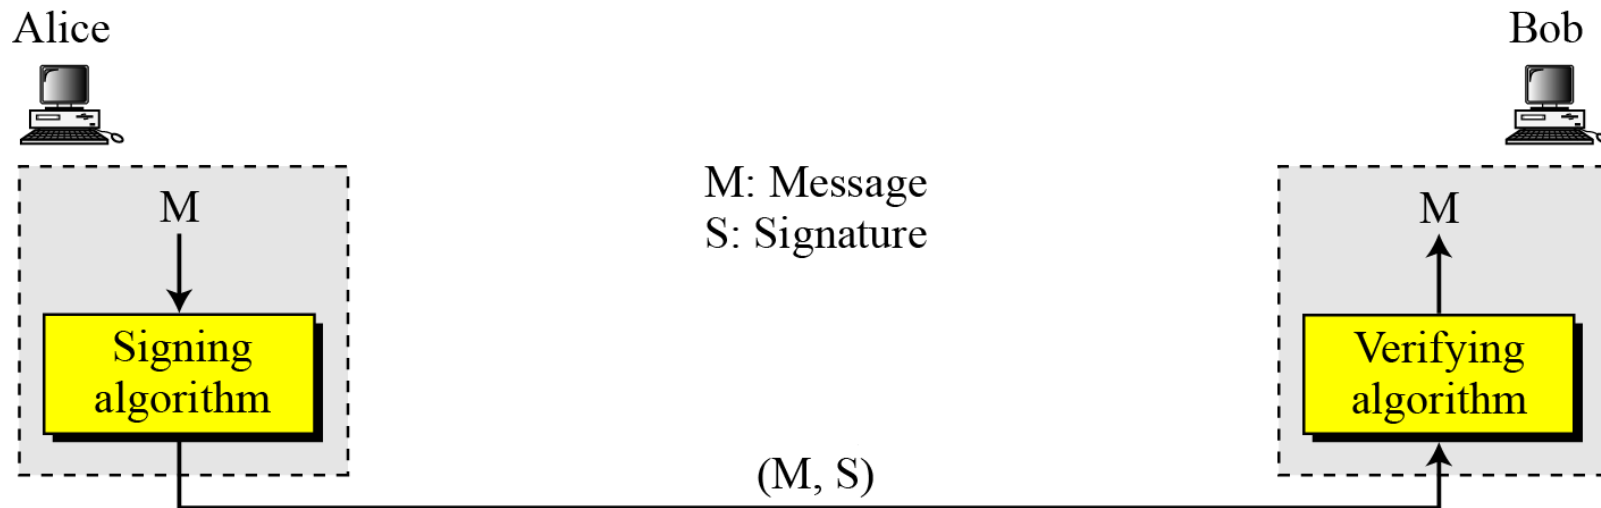 Alice
Bob
M: Message
S: Signature
M
M
Signing
algorithm
Verifying
algorithm
(M, S)